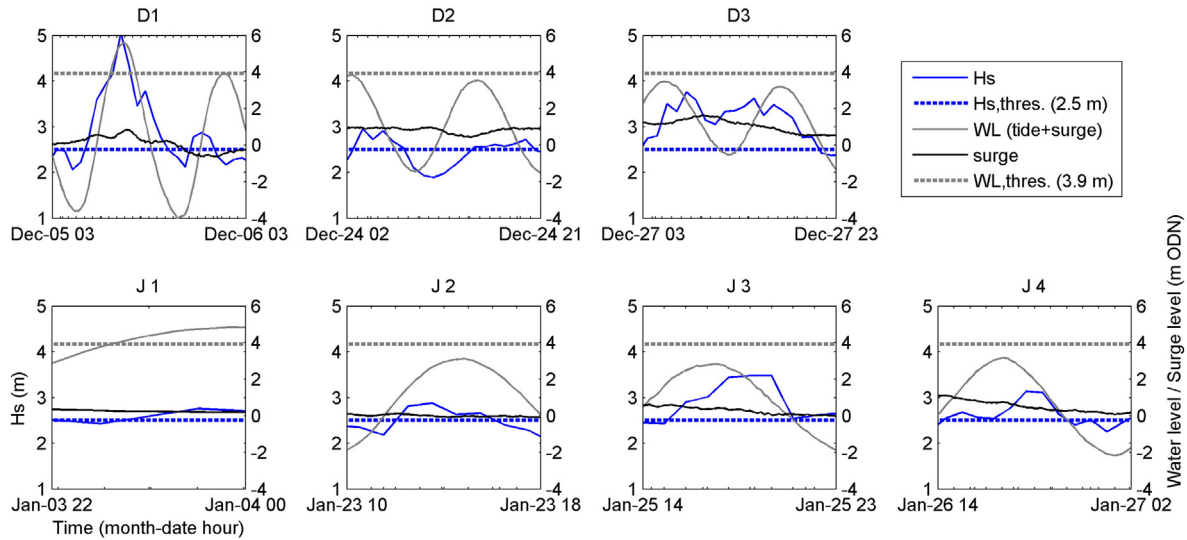 D1
D2
D3
5
4
3
2
1
6
4
2
0
-2
-4
Dec-05 03
Dec-06 03
5
4
3
2
1
6
4
2
0
-2
-4
Dec-24 02
Dec-24 21
5
4
3
2
1
6
4
2
0
-2
-4
Dec-27 03
Dec-27 23
Hs
Hs,thres. (2.5 m)
WL (tide+surge)
surge
WL,thres. (3.9 m)
J 1
J 2
J 3
J 4
Hs (m)
5
4
3
2
1
6
4
2
0
-2
-4
Jan-03 22
Jan-04 00
Time (month-date hour)
5
4
3
2
1
6
4
2
0
-2
-4
Jan-23 10
Jan-23 18
5
4
3
2
1
6
4
2
0
-2
-4
Jan-25 14
Jan-25 23
5
4
3
2
1
6
4
2
0
-2
-4
Jan-26 14
Jan-27 02
Water level / Surge level (m ODN)